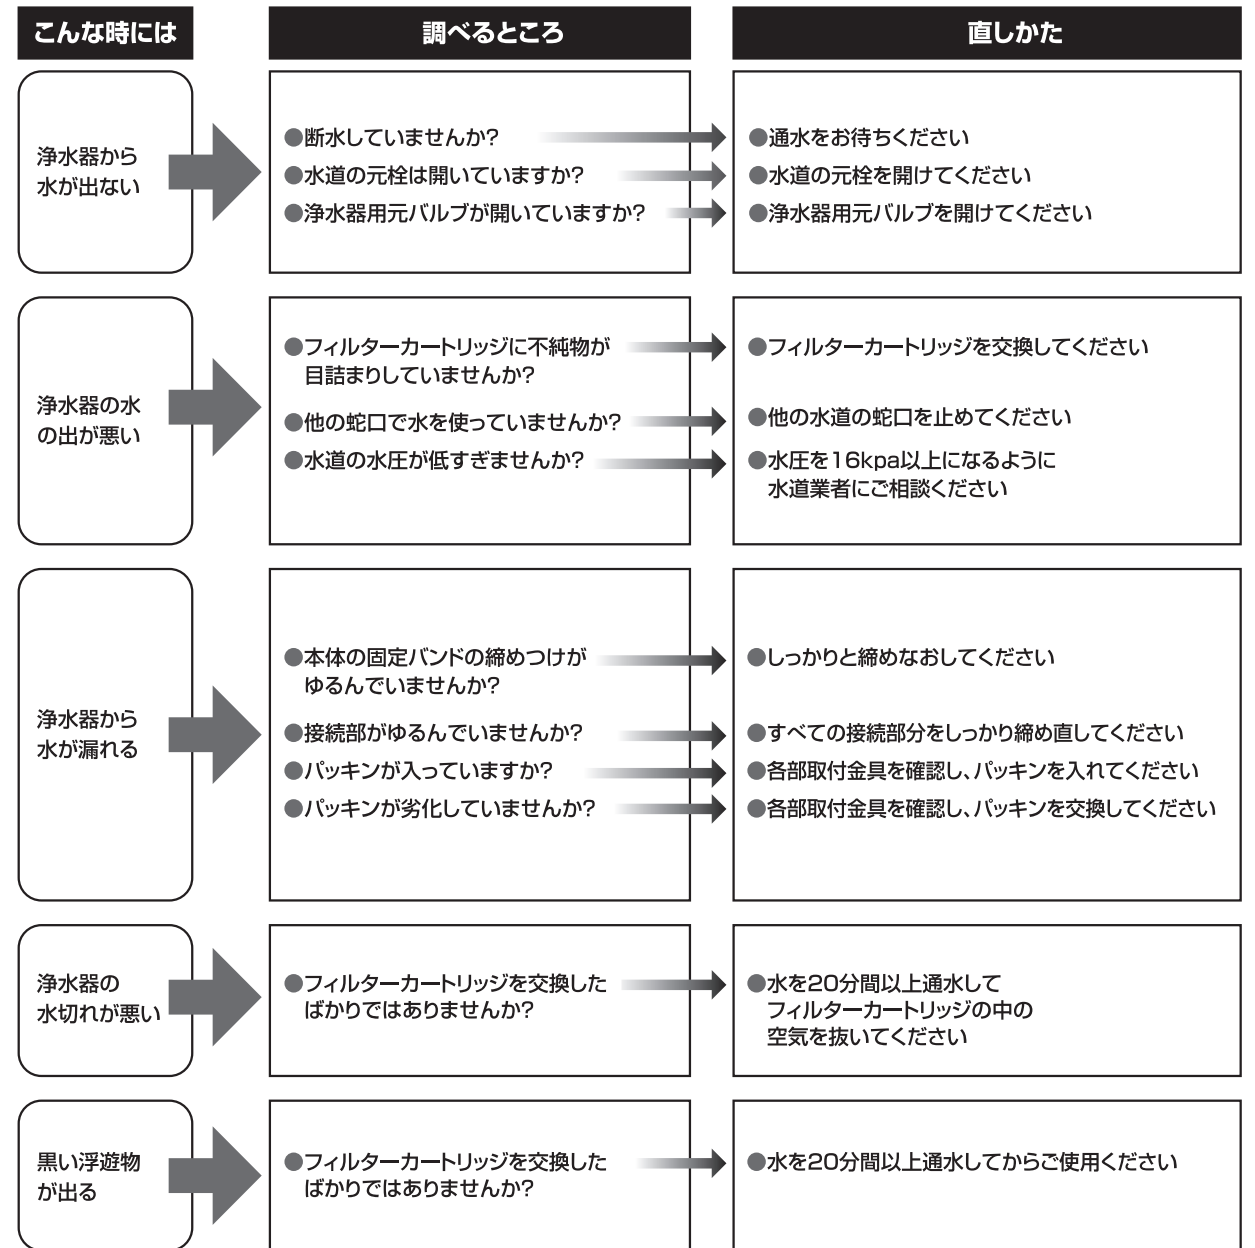 こんな時には
調べるところ
直しかた
浄水器から
水が出ない
●断水していませんか?
●通水をお待ちください
●水道の元栓は開いていますか?
●水道の元栓を開けてください
●浄水器用元バルブが開いていますか?
●浄水器用元バルブを開けてください
浄水器の水
の出が悪い
●フィルターカートリッジに不純物が
目詰まりしていませんか?
●フィルターカートリッジを交換してください
●他の蛇口で水を使っていませんか?
●他の水道の蛇口を止めてください
●水道の水圧が低すぎませんか?
●水圧を16kpa以上になるように
水道業者にご相談ください
浄水器から
水が漏れる
●本体の固定バンドの締めつけが
ゆるんでいませんか?
●しっかりと締めなおしてください
●接続部がゆるんでいませんか?
●すべての接続部分をしっかり締め直してください
●パッキンが入っていますか?
●各部取付金具を確認し、パッキンを入れてください
●パッキンが劣化していませんか?
●各部取付金具を確認し、パッキンを交換してください
浄水器の
水切れが悪い
●フィルターカートリッジを交換した
ばかりではありませんか?
●水を20分間以上通水して
フィルターカートリッジの中の
空気を抜いてください
黒い浮遊物
が出る
●フィルターカートリッジを交換した
ばかりではありませんか?
●水を20分間以上通水してからご使用ください